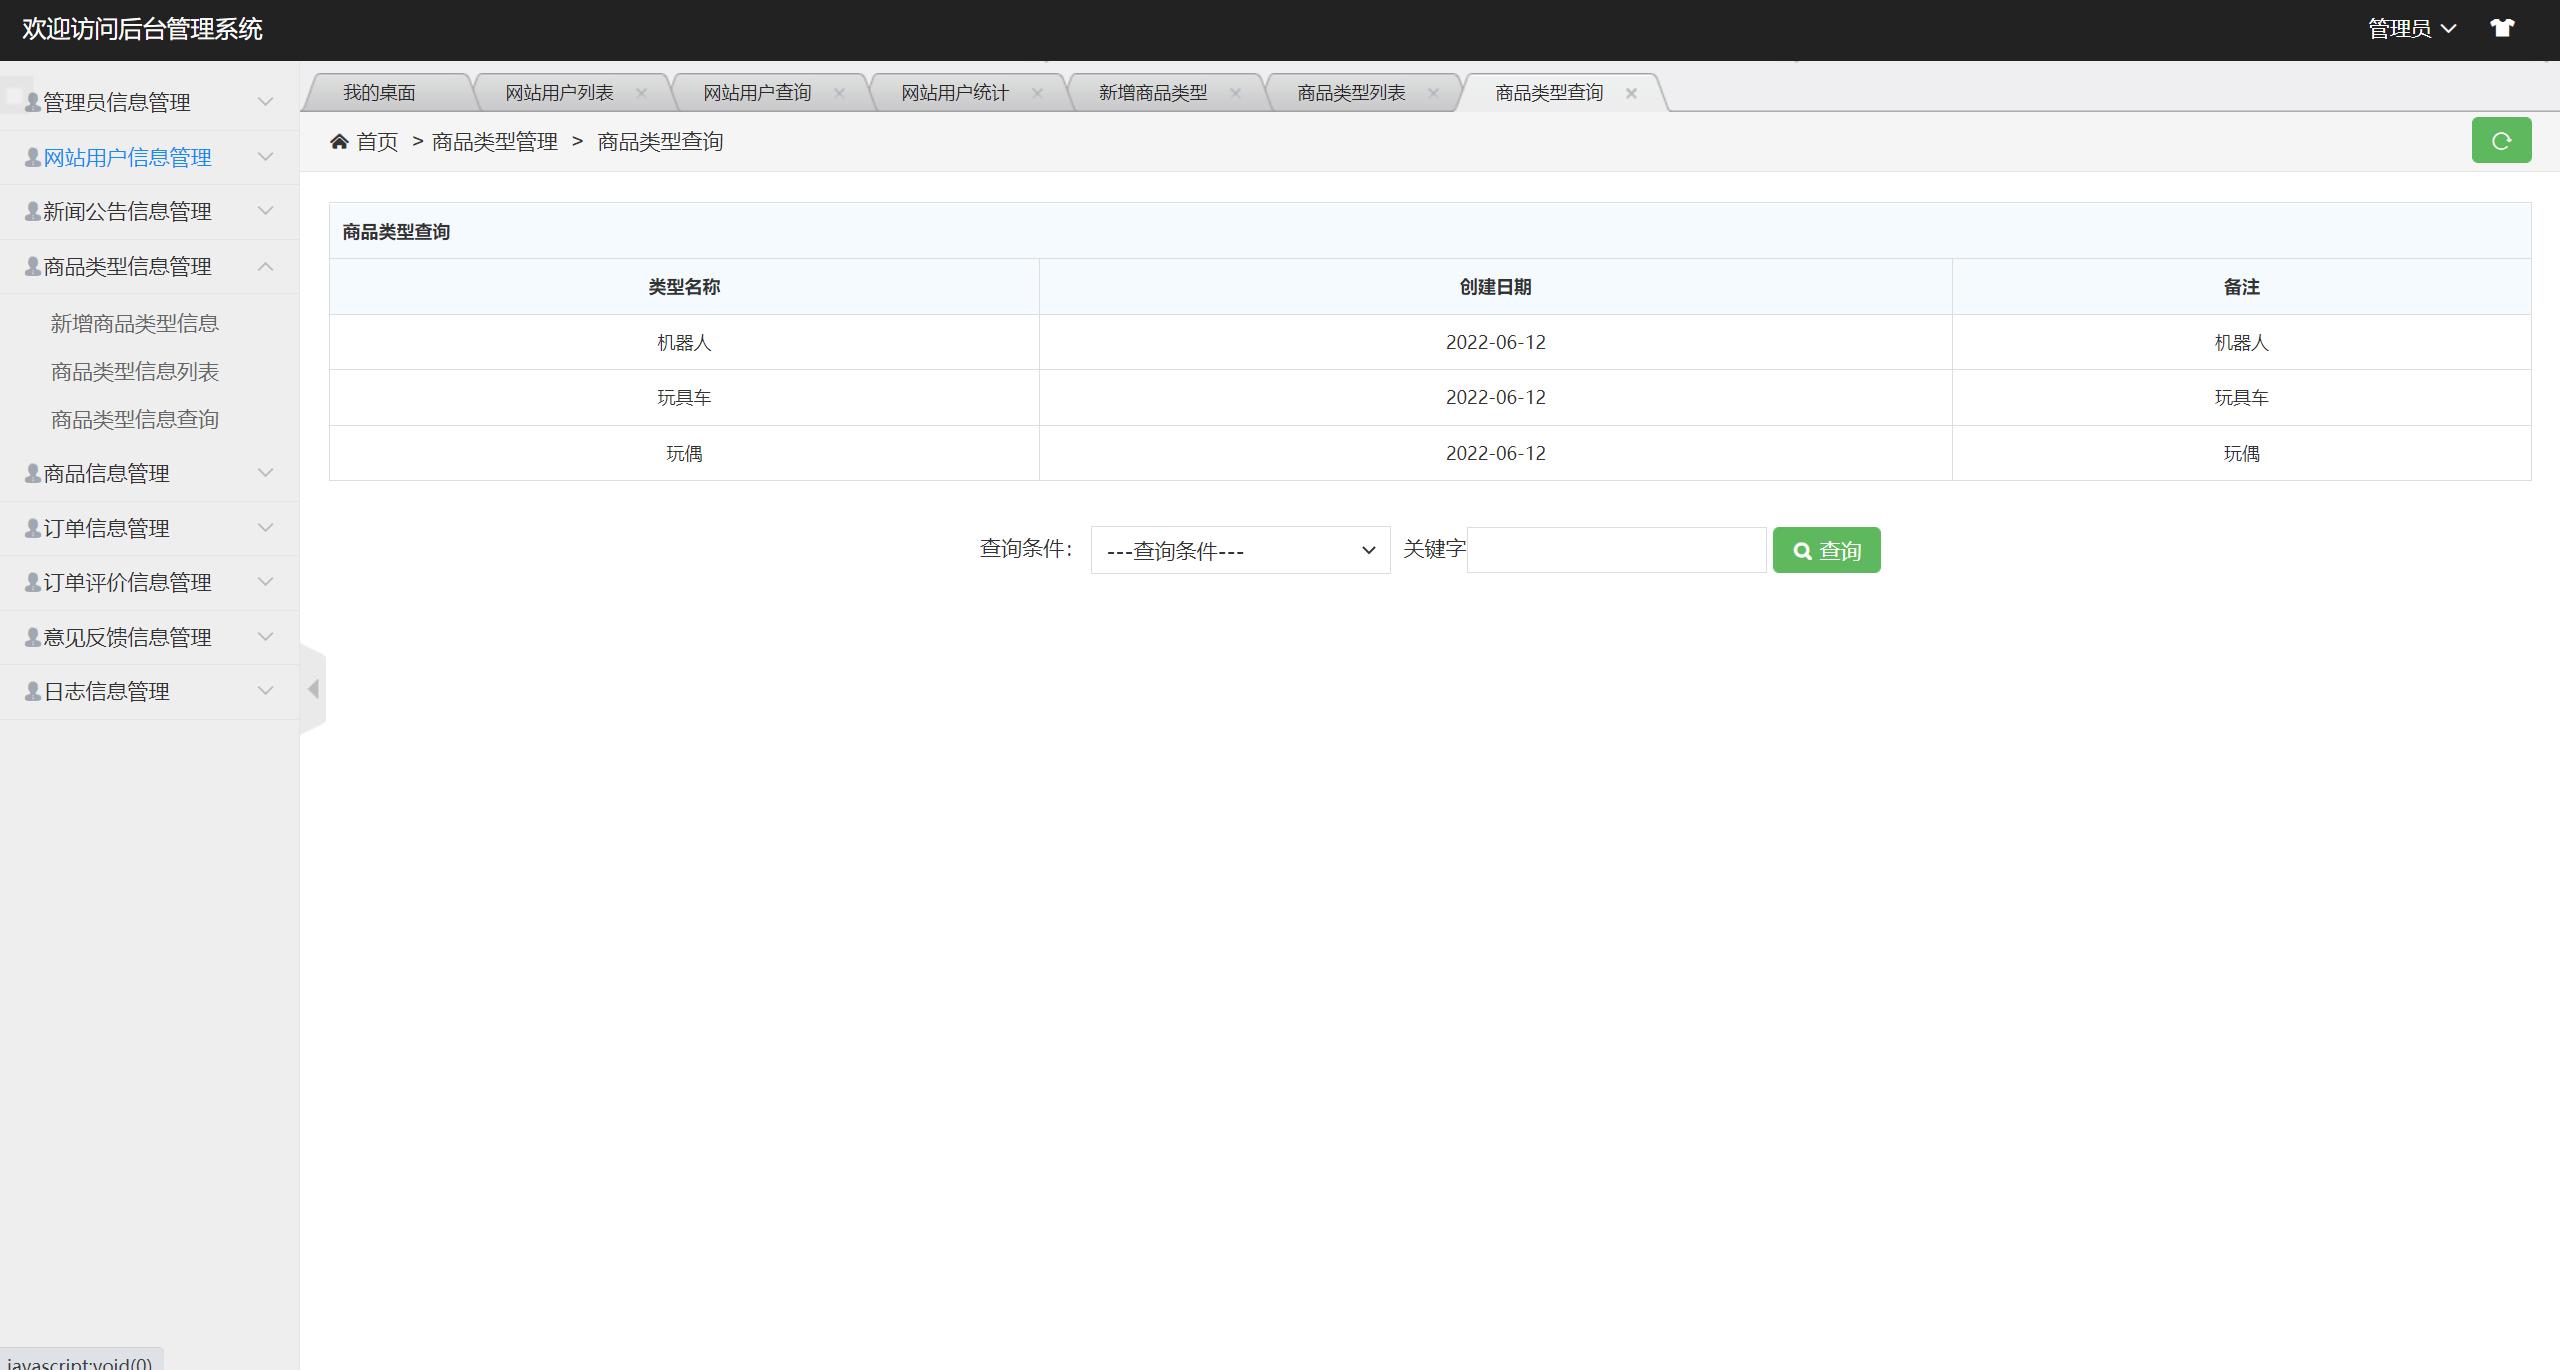 欢迎访问后台管理系统
管理员
管理员信息管理
网站用户信息管理
新闻公告信息管理
商品类型信息管理
新增商品类型信息
商品类型信息列表
商品类型信息查询
商品信息管理
订单信息管理
订单评价信息管理
意见反馈信息管理
日志信息管理
我的桌面 网站用户列表 网站用户查询 网站用户统计 新增商品类型 商品类型列表 商品类型查询
首页 > 商品类型管理 > 商品类型查询
商品类型查询
类型名称 创建日期 备注
机器人 2022-06-12 机器人
玩具车 2022-06-12 玩具车
玩偶 2022-06-12 玩偶
查询条件： ---查询条件--- 关键字 查询
javascript:void(0)